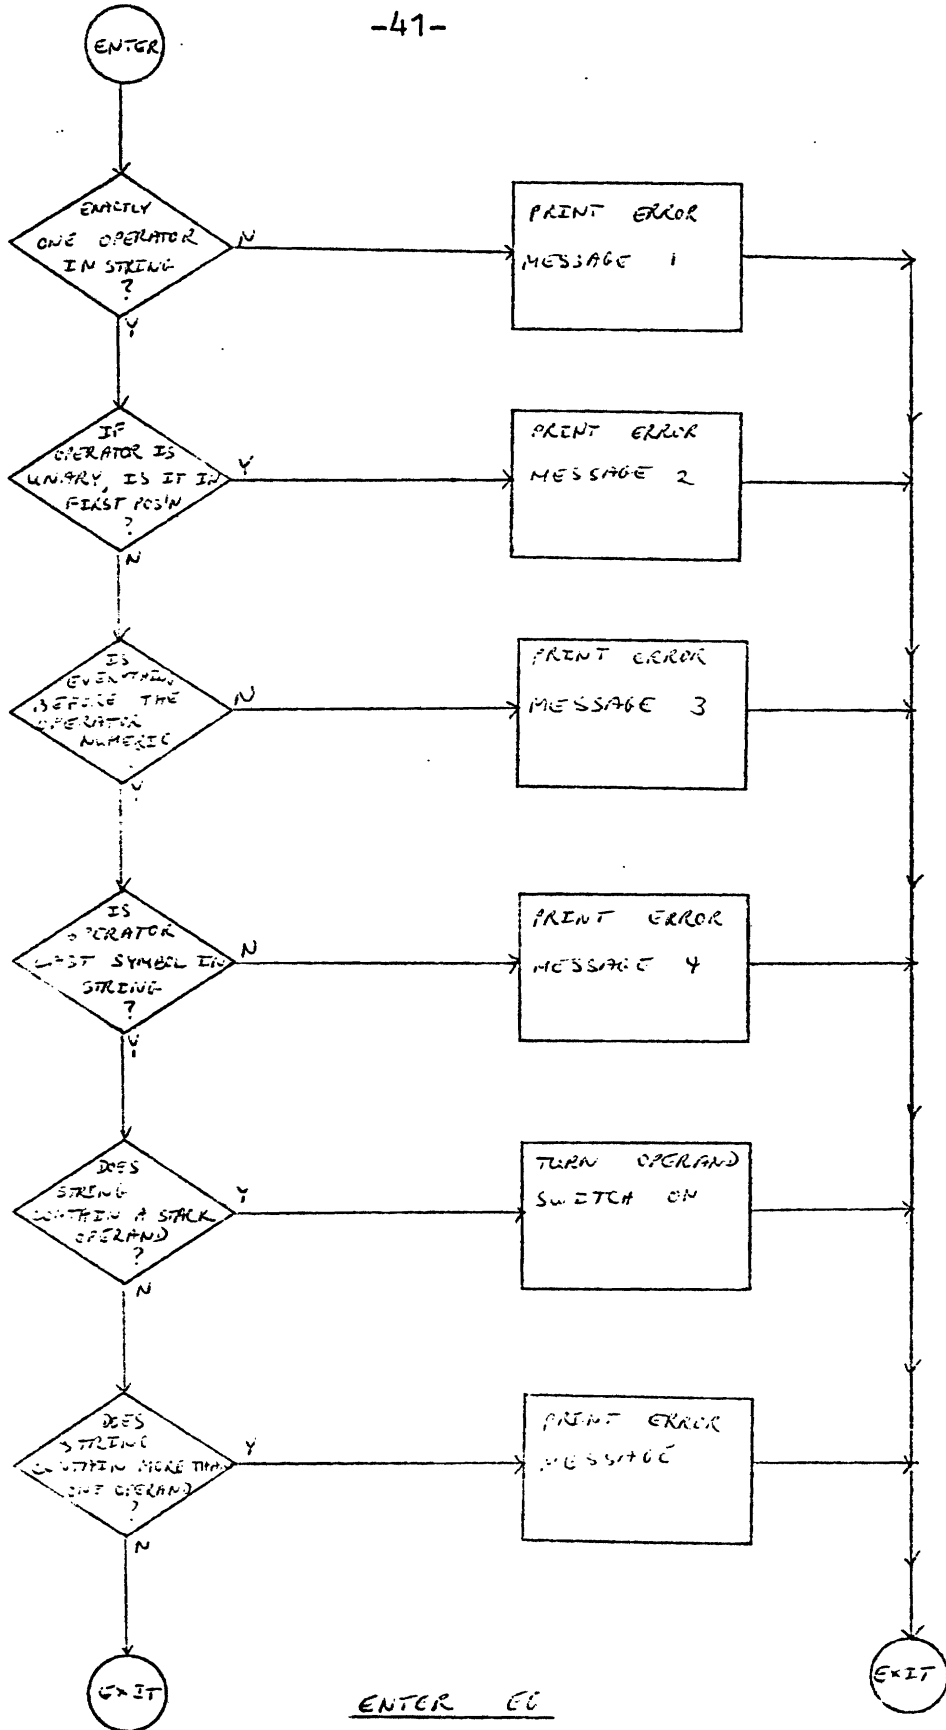 -41-
ENTER
EXACTLY
ONE OPERATOR
IN STRING
?
N
Y
PRINT ERROR
MESSAGE 1
IF
OPERATOR IS
UNARY, IS IT IN
FIRST POS'N
?
Y
N
PRINT ERROR
MESSAGE 2
IS
EVERYTHING
BEFORE THE
OPERATOR
NUMERIC
N
Y
PRINT ERROR
MESSAGE 3
IS
OPERATOR
LAST SYMBOL IN
STRING
?
N
Y
PRINT ERROR
MESSAGE 4
DOES
STRING
CONTAIN A STACK
OPERAND
?
Y
N
TURN OPERAND
SWITCH ON
DOES
STRING
CONTAIN MORE THAN
ONE OPERAND
?
Y
N
PRINT ERROR
MESSAGE
EXIT
EXIT
ENTER